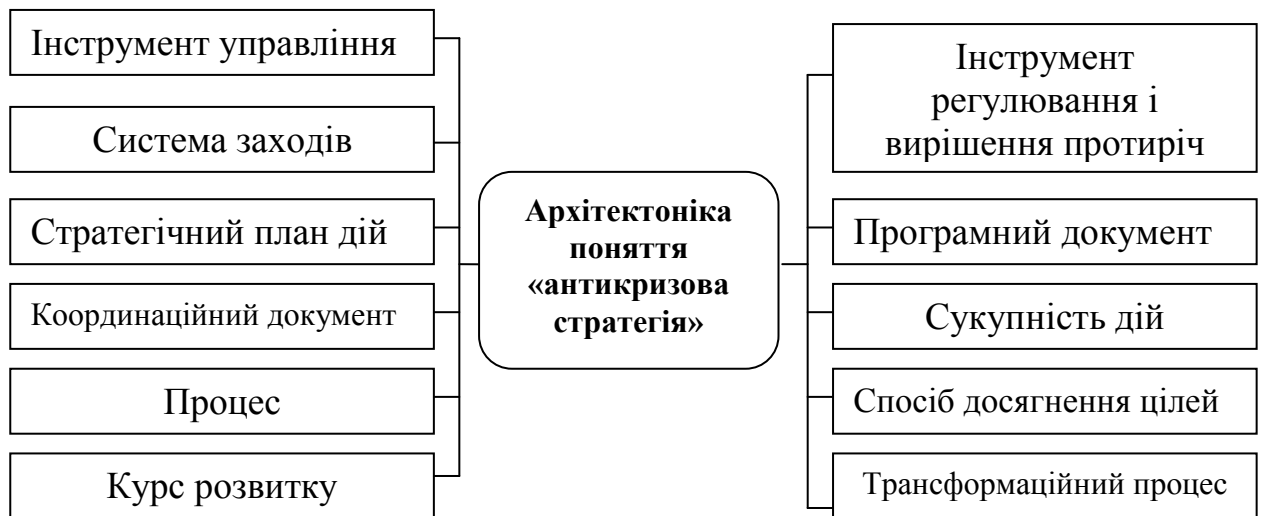 Інструмент управління
Система заходів
Стратегічний план дій
Координаційний документ
Процес
Курс розвитку
Архітектоніка
поняття
«антикризова
стратегія»
Інструмент
регулювання і
вирішення протиріч
Програмний документ
Сукупність дій
Спосіб досягнення цілей
Трансформаційний процес